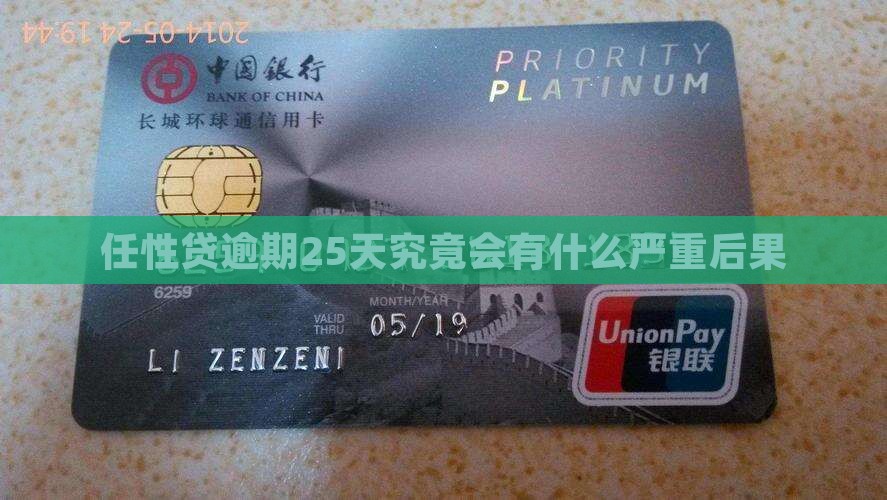 2014-05-24 19:44
中国银行
BANK OF CHINA
长城环球通信用卡
PRIORITY
PLATINUM
任性贷逾期25天究竟会有什么严重后果
6259
MONTH/YEAR
VALID
THRU
05/19
LI ZENZENI
UnionPay
银联